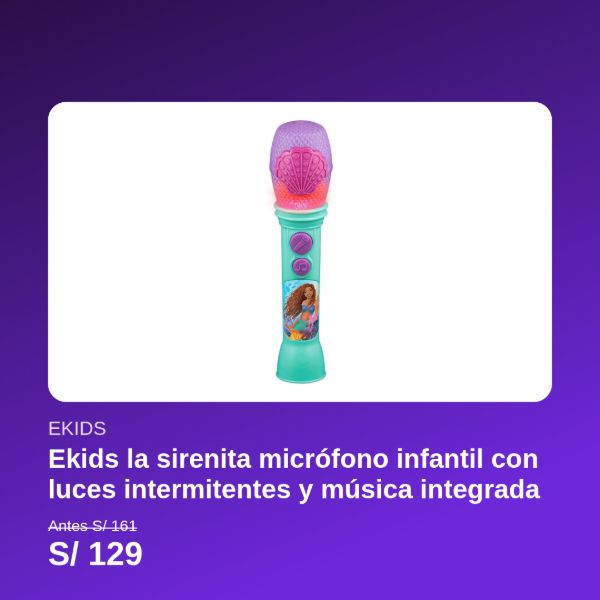 EKIDS
Ekids la sirenita micrófono infantil con
luces intermitentes y música integrada
Antes S/ 161
S/ 129